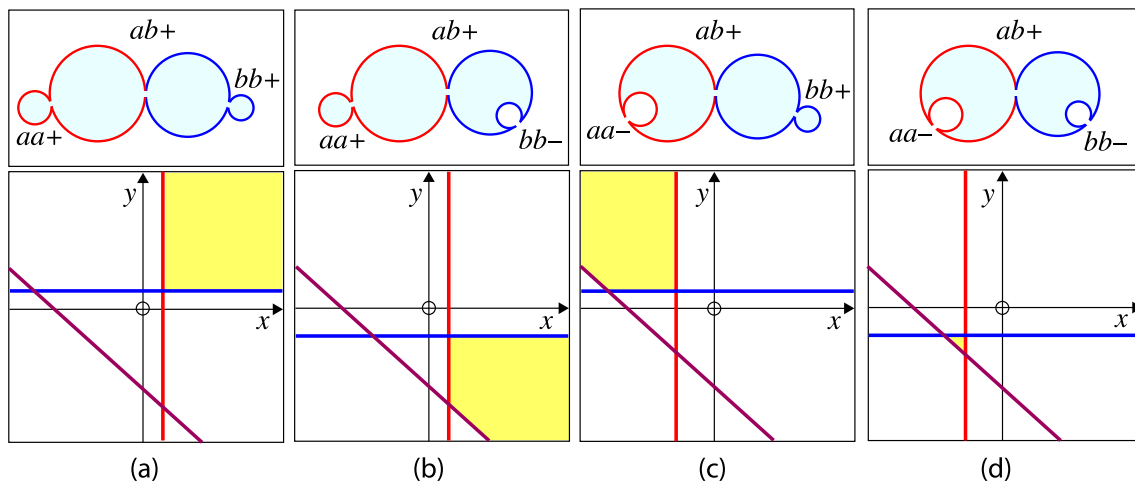 ab+
aa+
bb+
ab+
aa+
bb-
ab+
aa-
bb+
ab+
aa-
bb-
y
x
y
x
y
x
y
x
(a)
(b)
(c)
(d)